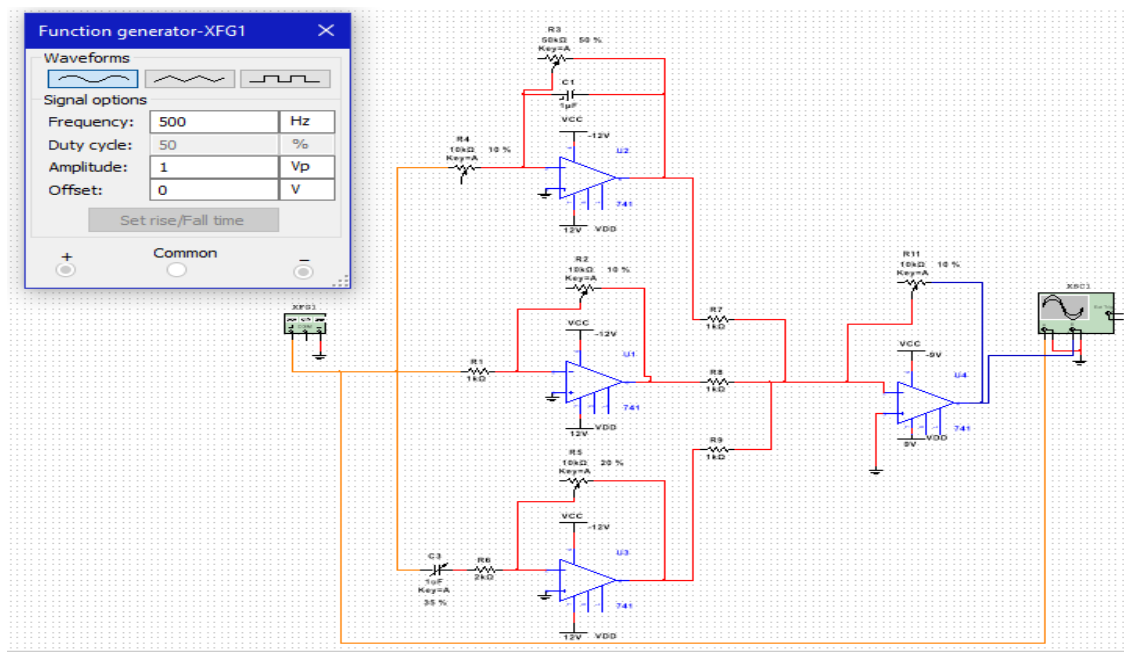 Function generator-XFG1
Waveforms
Signal options
Frequency: 500 Hz
Duty cycle: 50 %
Amplitude: 1 Vp
Offset: 0 V
Set rise/Fall time
+ Common −
XFG1
R3
50kΩ 50 %
Key=A
C1
1µF
VCC
-12V
R4
10kΩ 10 %
Key=A
U2
741
12V VDD
R2
10kΩ 10 %
Key=A
VCC
-12V
R1
1kΩ
U1
741
12V VDD
R5
10kΩ 20 %
Key=A
VCC
-12V
C3
1uF
Key=A
35 %
R6
2kΩ
U3
741
12V VDD
R7
1kΩ
R8
1kΩ
R9
1kΩ
R11
10kΩ 10 %
Key=A
VCC
-9V
U4
741
9V VDD
XSC1